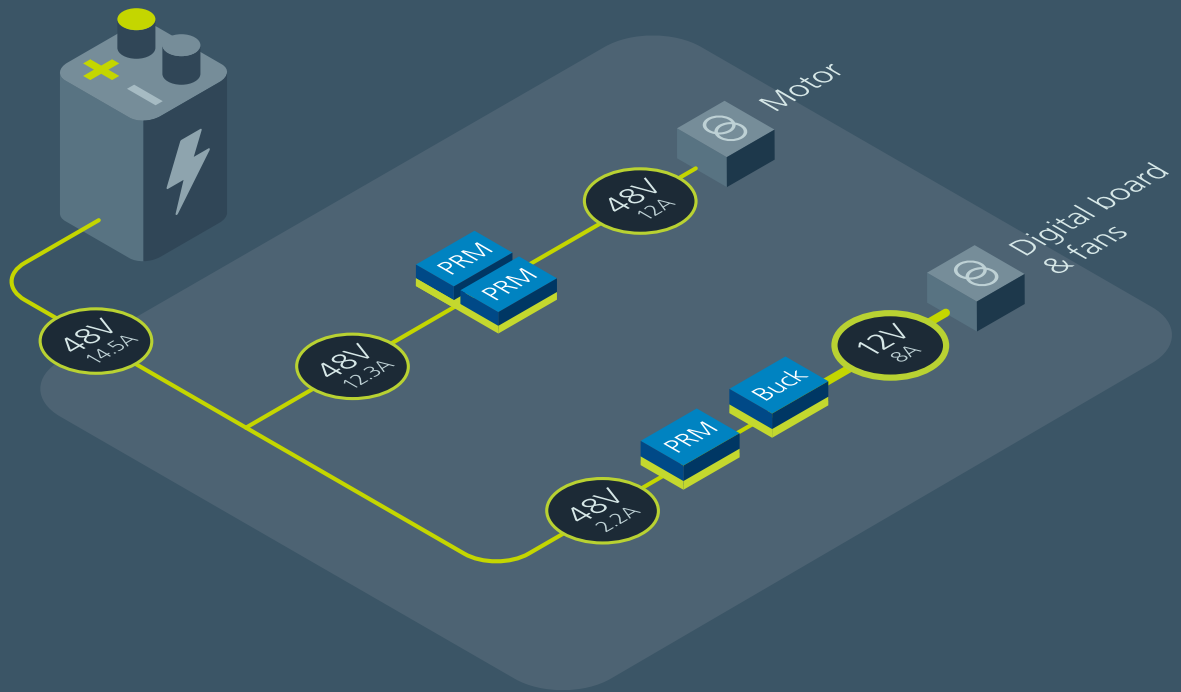 Motor
48V
12A
Digital board
& fans
PRM
PRM
12V
8A
48V
14.5A
48V
12.3A
Buck
PRM
48V
2.2A